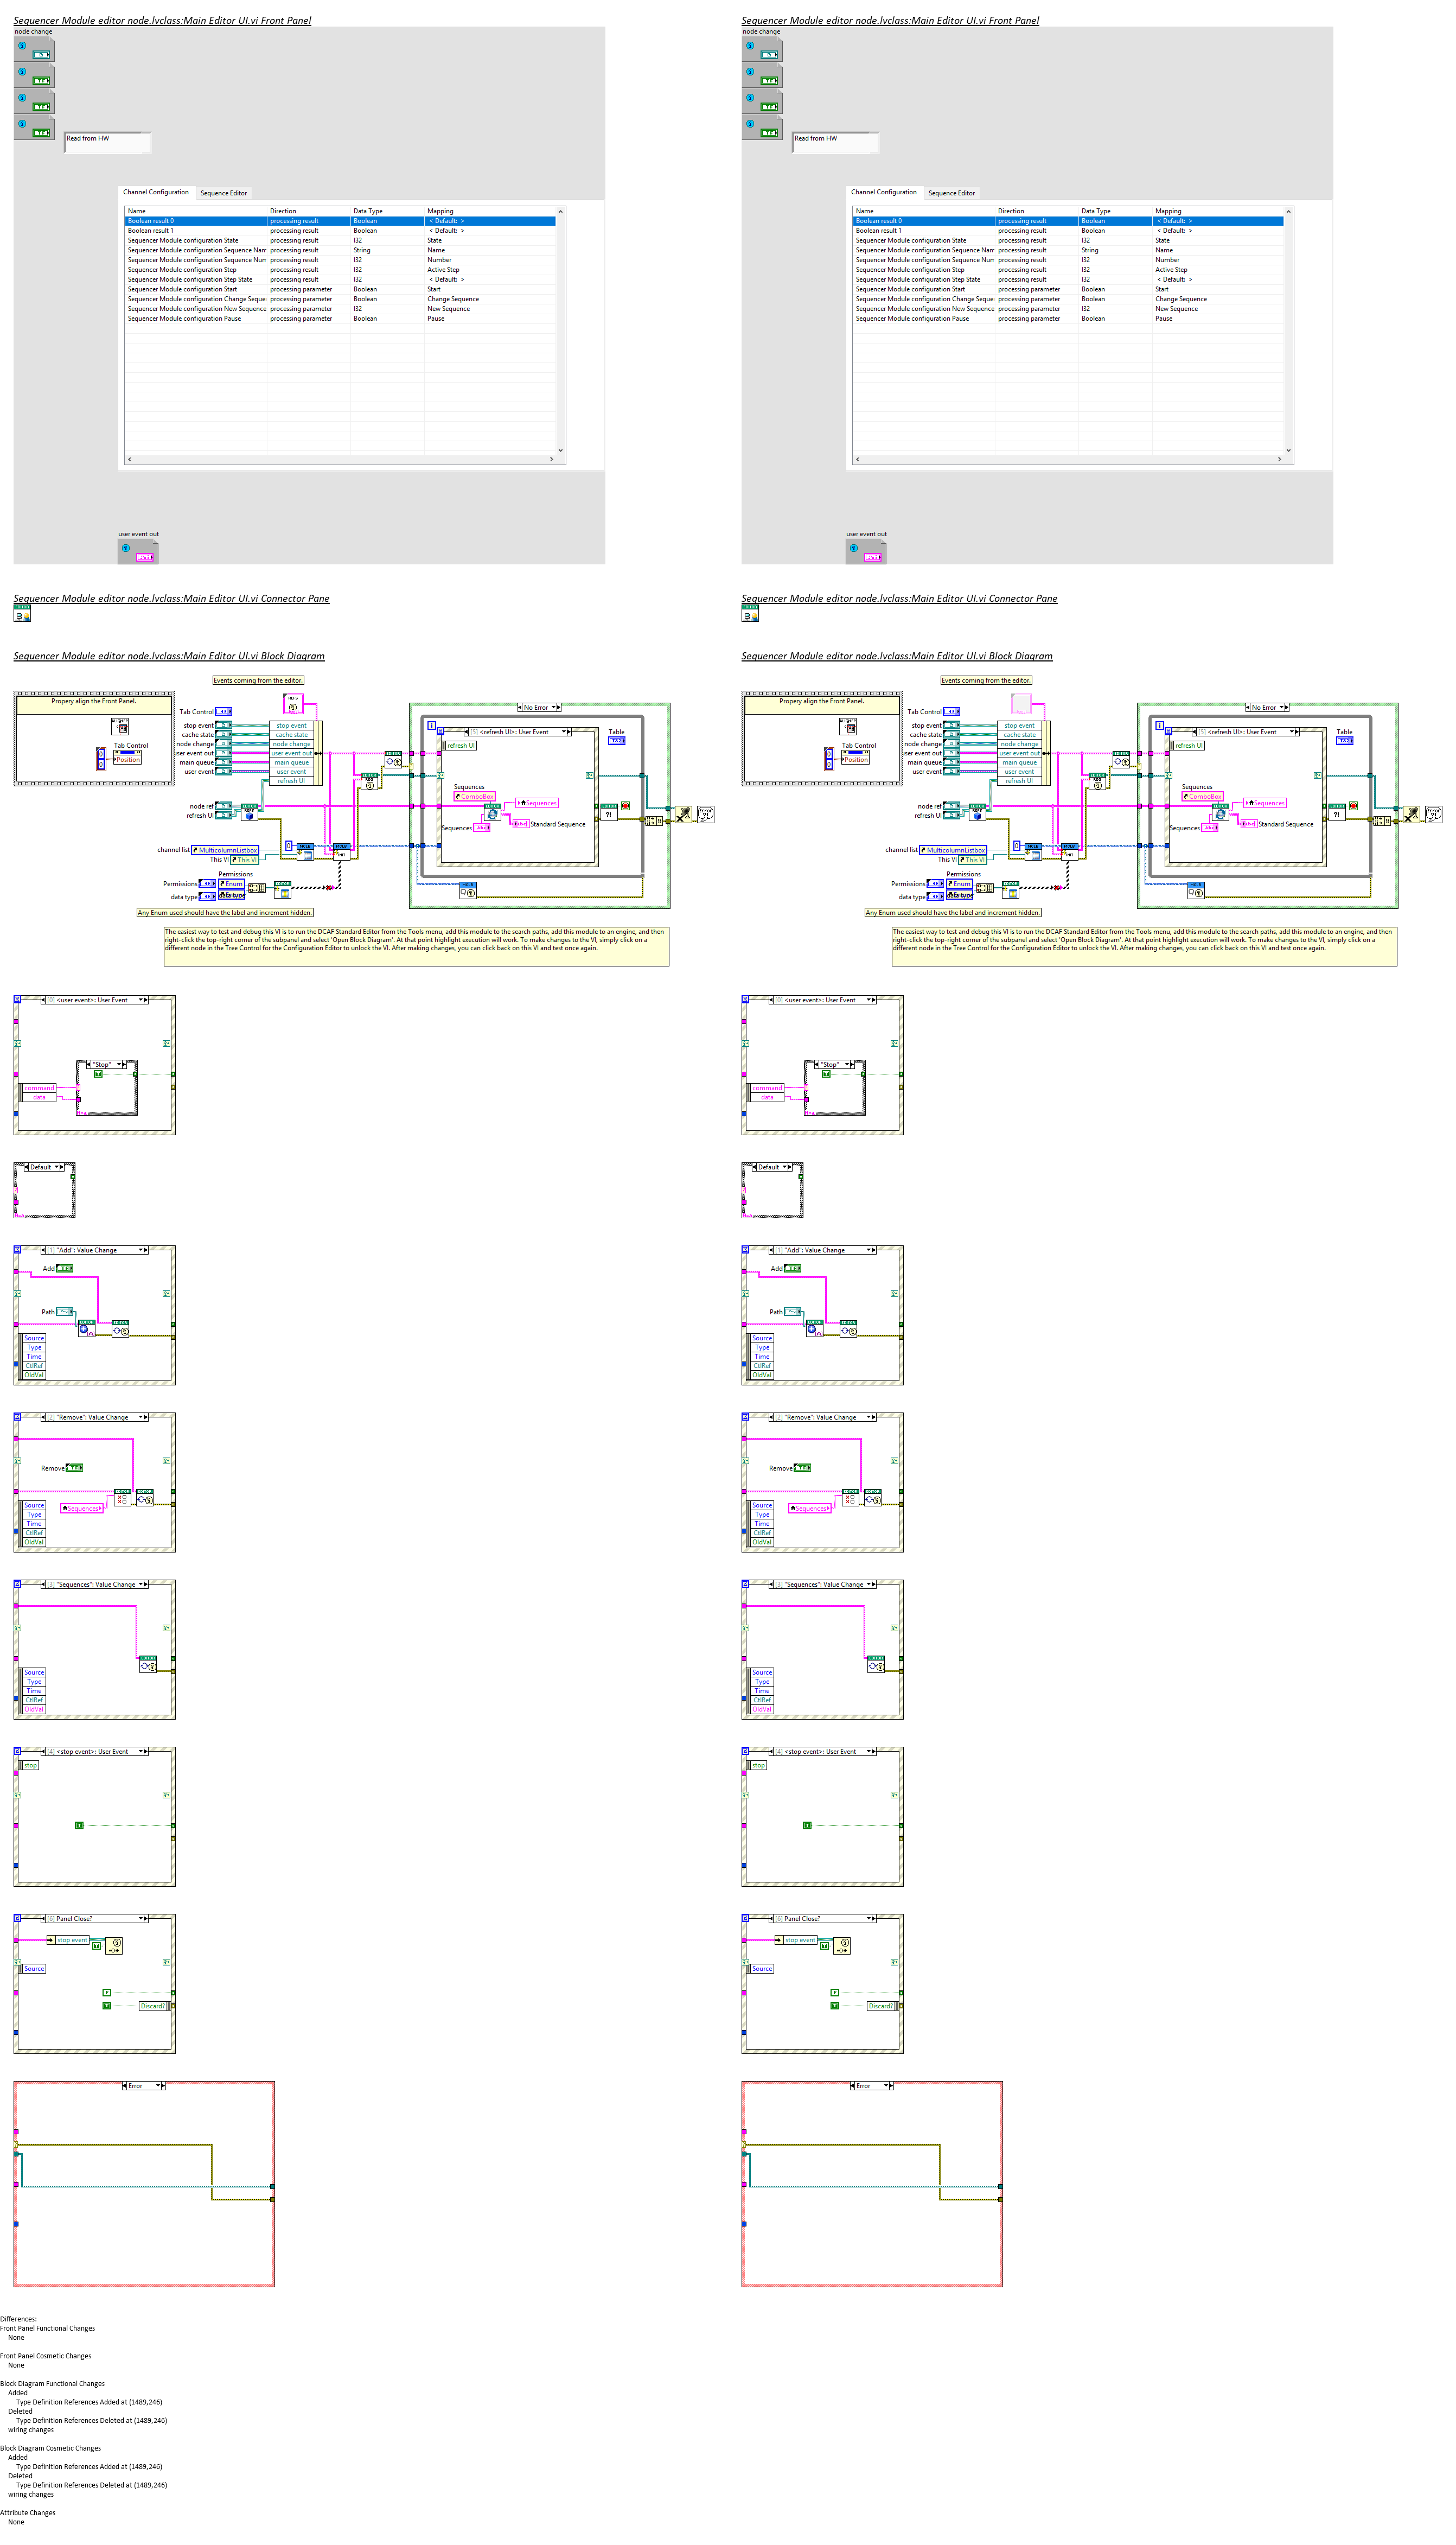 Sequencer Module editor node.lvclass:Main Editor UI.vi Front Panel
node change
Read from HW
Channel Configuration Sequence Editor
Name Direction Data Type Mapping
Boolean result 0 processing result Boolean < Default: >
Boolean result 1 processing result Boolean < Default: >
Sequencer Module configuration State processing result I32 State
Sequencer Module configuration Sequence Nam processing result String Name
Sequencer Module configuration Sequence Num processing result I32 Number
Sequencer Module configuration Step processing result I32 Active Step
Sequencer Module configuration Step State processing result I32 < Default: >
Sequencer Module configuration Start processing parameter Boolean Start
Sequencer Module configuration Change Seque processing parameter Boolean Change Sequence
Sequencer Module configuration New Sequence processing parameter I32 New Sequence
Sequencer Module configuration Pause processing parameter Boolean Pause
user event out
Sequencer Module editor node.lvclass:Main Editor UI.vi Connector Pane
Sequencer Module editor node.lvclass:Main Editor UI.vi Block Diagram
Events coming from the editor.
Propery align the Front Panel.
Tab Control
Position
Tab Control
stop event
cache state
node change
user event out
main queue
user event
stop event
cache state
node change
user event out
main queue
user event
refresh UI
node ref
refresh UI
channel list MulticolumnListbox
This VI This VI
Permissions
Permissions Enum
data type
No Error
[5] <refresh UI>: User Event
refresh UI
Table
Sequences
ComboBox
Sequences
Sequences
Standard Sequence
Any Enum used should have the label and increment hidden.
The easiest way to test and debug this VI is to run the DCAF Standard Editor from the Tools menu, add this module to the search paths, add this module to an engine, and then
right-click the top-right corner of the subpanel and select 'Open Block Diagram'. At that point highlight execution will work. To make changes to the VI, simply click on a
different node in the Tree Control for the Configuration Editor to unlock the VI. After making changes, you can click back on this VI and test once again.
[0] <user event>: User Event
"Stop"
command
data
Default
[1] "Add": Value Change
Add
Path
Source
Type
Time
CtlRef
OldVal
[2] "Remove": Value Change
Remove
Sequences
Source
Type
Time
CtlRef
OldVal
[3] "Sequences": Value Change
Source
Type
Time
CtlRef
OldVal
[4] <stop event>: User Event
stop
[6] Panel Close?
stop event
Source
Discard?
Error
Sequencer Module editor node.lvclass:Main Editor UI.vi Front Panel
node change
Read from HW
Channel Configuration Sequence Editor
Name Direction Data Type Mapping
Boolean result 0 processing result Boolean < Default: >
Boolean result 1 processing result Boolean < Default: >
Sequencer Module configuration State processing result I32 State
Sequencer Module configuration Sequence Nam processing result String Name
Sequencer Module configuration Sequence Num processing result I32 Number
Sequencer Module configuration Step processing result I32 Active Step
Sequencer Module configuration Step State processing result I32 < Default: >
Sequencer Module configuration Start processing parameter Boolean Start
Sequencer Module configuration Change Seque processing parameter Boolean Change Sequence
Sequencer Module configuration New Sequence processing parameter I32 New Sequence
Sequencer Module configuration Pause processing parameter Boolean Pause
user event out
Sequencer Module editor node.lvclass:Main Editor UI.vi Connector Pane
Sequencer Module editor node.lvclass:Main Editor UI.vi Block Diagram
Events coming from the editor.
Propery align the Front Panel.
Tab Control
Position
Tab Control
stop event
cache state
node change
user event out
main queue
user event
stop event
cache state
node change
user event out
main queue
user event
refresh UI
node ref
refresh UI
channel list MulticolumnListbox
This VI This VI
Permissions
Permissions Enum
data type
No Error
[5] <refresh UI>: User Event
refresh UI
Table
Sequences
ComboBox
Sequences
Sequences
Standard Sequence
Any Enum used should have the label and increment hidden.
The easiest way to test and debug this VI is to run the DCAF Standard Editor from the Tools menu, add this module to the search paths, add this module to an engine, and then
right-click the top-right corner of the subpanel and select 'Open Block Diagram'. At that point highlight execution will work. To make changes to the VI, simply click on a
different node in the Tree Control for the Configuration Editor to unlock the VI. After making changes, you can click back on this VI and test once again.
[0] <user event>: User Event
"Stop"
command
data
Default
[1] "Add": Value Change
Add
Path
Source
Type
Time
CtlRef
OldVal
[2] "Remove": Value Change
Remove
Sequences
Source
Type
Time
CtlRef
OldVal
[3] "Sequences": Value Change
Source
Type
Time
CtlRef
OldVal
[4] <stop event>: User Event
stop
[6] Panel Close?
stop event
Source
Discard?
Error
Differences:
Front Panel Functional Changes
None
Front Panel Cosmetic Changes
None
Block Diagram Functional Changes
Added
Type Definition References Added at (1489,246)
Deleted
Type Definition References Deleted at (1489,246)
wiring changes
Block Diagram Cosmetic Changes
Added
Type Definition References Added at (1489,246)
Deleted
Type Definition References Deleted at (1489,246)
wiring changes
Attribute Changes
None